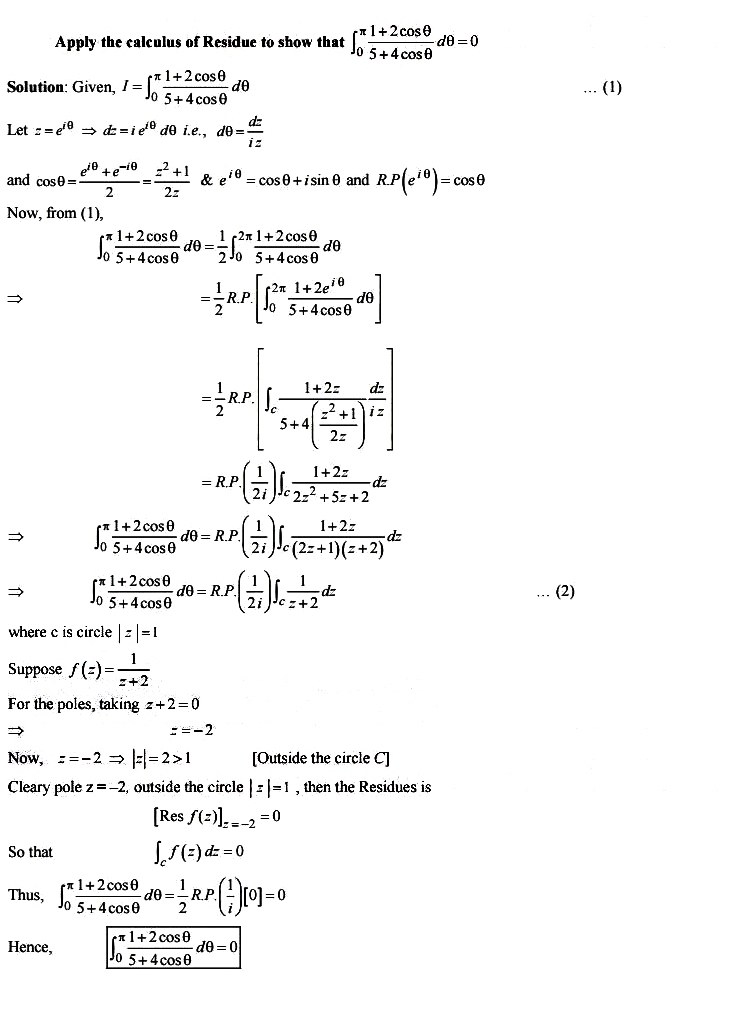 Apply the calculus of Residue to show that ∫₀^π (1+2cosθ)/(5+4cosθ) dθ = 0
Solution: Given, I = ∫₀^π (1+2cosθ)/(5+4cosθ) dθ ... (1)
Let z = e^{iθ} ⇒ dz = i e^{iθ} dθ i.e., dθ = dz/(iz)
and cosθ = (e^{iθ}+e^{−iθ})/2 = (z²+1)/(2z) & e^{iθ} = cosθ + i sinθ and R.P(e^{iθ}) = cosθ
Now, from (1),
∫₀^π (1+2cosθ)/(5+4cosθ) dθ = 1/2 ∫₀^{2π} (1+2cosθ)/(5+4cosθ) dθ
⇒ = 1/2 R.P. [∫₀^{2π} (1+2e^{iθ})/(5+4cosθ) dθ]
= 1/2 R.P. [∫_c (1+2z)/(5+4((z²+1)/(2z))) dz/(iz)]
= R.P.(1/(2i)) ∫_c (1+2z)/(2z²+5z+2) dz
⇒ ∫₀^π (1+2cosθ)/(5+4cosθ) dθ = R.P.(1/(2i)) ∫_c (1+2z)/((2z+1)(z+2)) dz
⇒ ∫₀^π (1+2cosθ)/(5+4cosθ) dθ = R.P.(1/(2i)) ∫_c 1/(z+2) dz ... (2)
where c is circle |z| = 1
Suppose f(z) = 1/(z+2)
For the poles, taking z+2 = 0
⇒ z = −2
Now, z = −2 ⇒ |z| = 2 > 1 [Outside the circle C]
Cleary pole z = −2, outside the circle |z| = 1 , then the Residues is
[Res f(z)]_{z=−2} = 0
So that ∫_c f(z) dz = 0
Thus, ∫₀^π (1+2cosθ)/(5+4cosθ) dθ = 1/2 R.P.(1/i)[0] = 0
Hence, ∫₀^π (1+2cosθ)/(5+4cosθ) dθ = 0